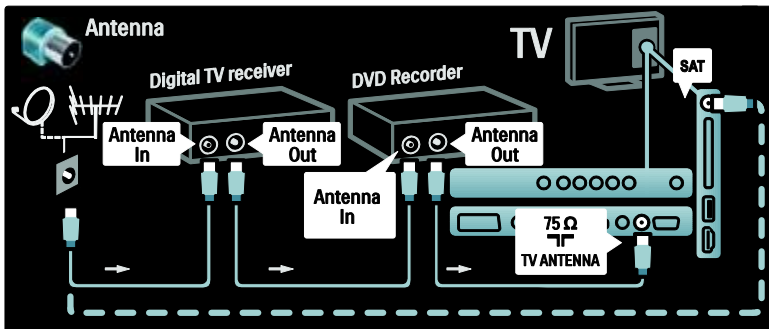 Antenna
TV
Digital TV receiver
DVD Recorder
SAT
Antenna
In
Antenna
Out
Antenna
In
Antenna
Out
75 Ω
TV ANTENNA